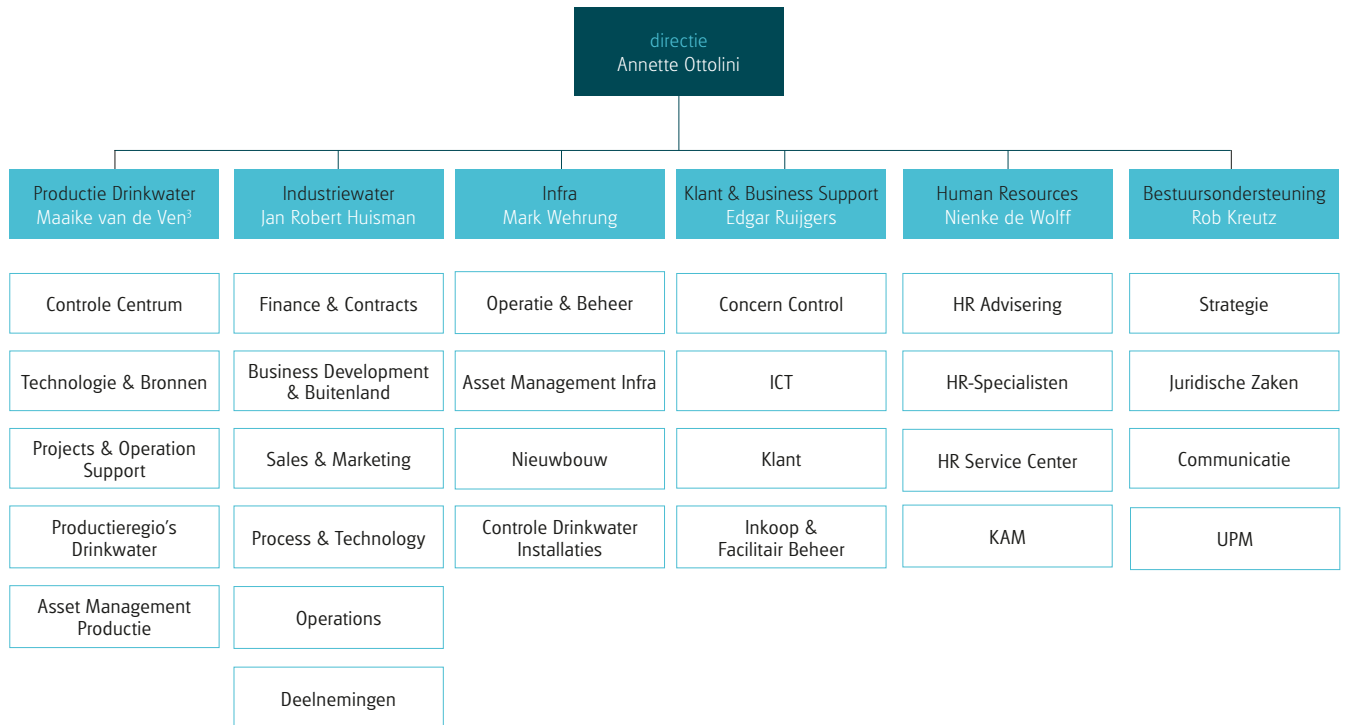 directie
Annette Ottolini
Productie Drinkwater
Maaike van de Ven³
Industriewater
Jan Robert Huisman
Infra
Mark Wehrung
Klant & Business Support
Edgar Ruijgers
Human Resources
Nienke de Wolff
Bestuursondersteuning
Rob Kreutz
Controle Centrum
Technologie & Bronnen
Projects & Operation
Support
Productieregio's
Drinkwater
Asset Management
Productie
Finance & Contracts
Business Development
& Buitenland
Sales & Marketing
Process & Technology
Operations
Deelnemingen
Operatie & Beheer
Asset Management Infra
Nieuwbouw
Controle Drinkwater
Installaties
Concern Control
ICT
Klant
Inkoop &
Facilitair Beheer
HR Advisering
HR-Specialisten
HR Service Center
KAM
Strategie
Juridische Zaken
Communicatie
UPM